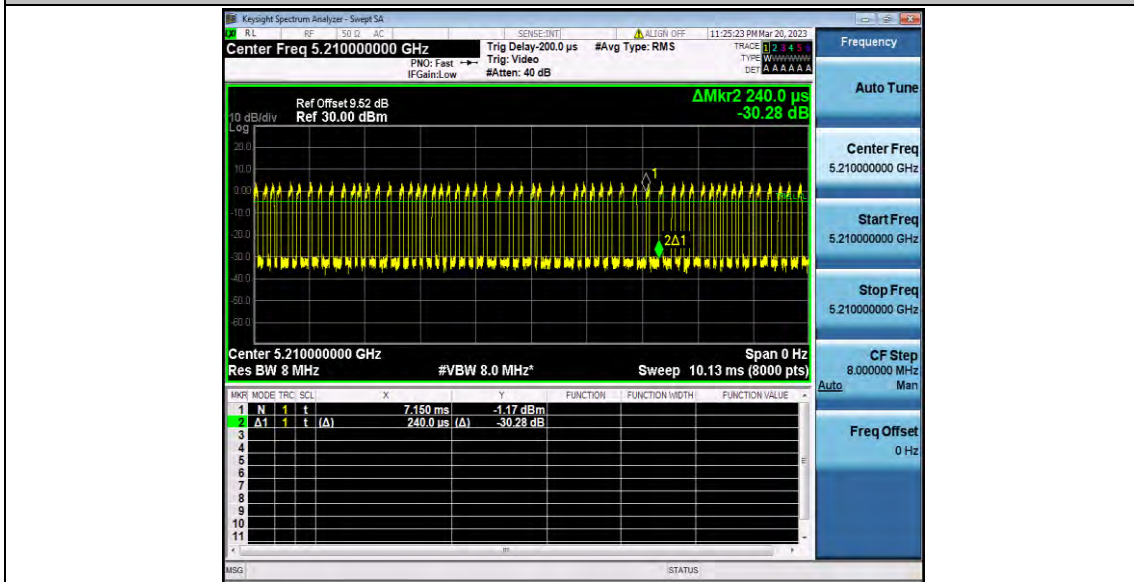 Keysight Spectrum Analyzer - Swept SA
RL RF 50 Ω AC SENSE:INT ALIGN OFF 11:25:23 PM Mar 20, 2023
Center Freq 5.210000000 GHz
PNO: Fast
IFGain:Low
Trig Delay-200.0 µs
Trig: Video
#Atten: 40 dB
#Avg Type: RMS
TRACE 1 2 3 4 5 6
TYPE WWWWWW
DET A A A A A A
ΔMkr2 240.0 µs
-30.28 dB
Ref Offset 9.52 dB
10 dB/div Ref 30.00 dBm
Log
20.0
10.0
1
0.00
-10.0
-20.0
2Δ1
-30.0
-40.0
-50.0
-60.0
Center 5.210000000 GHz Span 0 Hz
Res BW 8 MHz #VBW 8.0 MHz* Sweep 10.13 ms (8000 pts)
MKR MODE TRC SCL X Y FUNCTION FUNCTION WIDTH FUNCTION VALUE
1 N 1 t 7.150 ms -1.17 dBm
2 Δ1 1 t (Δ) 240.0 µs (Δ) -30.28 dB
3
4
5
6
7
8
9
10
11
MSG STATUS
Frequency
Auto Tune
Center Freq
5.210000000 GHz
Start Freq
5.210000000 GHz
Stop Freq
5.210000000 GHz
CF Step
8.000000 MHz
Auto Man
Freq Offset
0 Hz